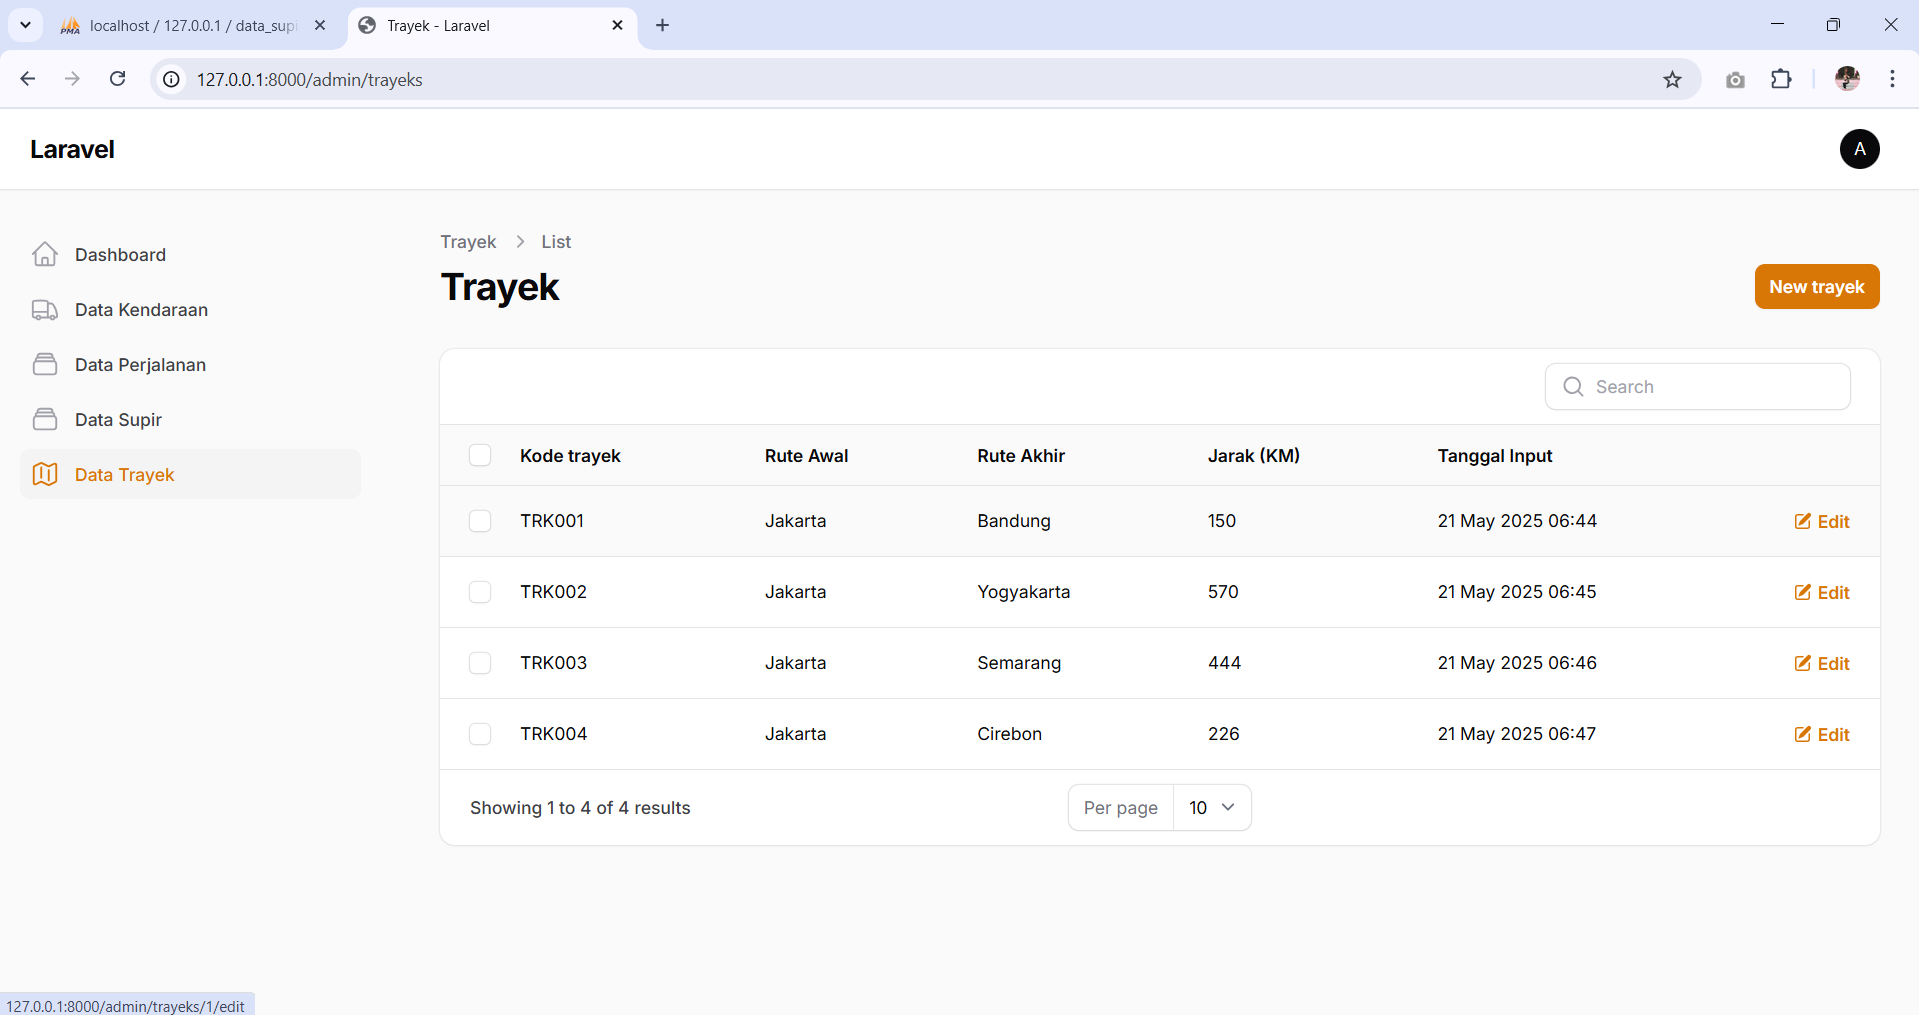 localhost / 127.0.0.1 / data_supi
Trayek - Laravel
127.0.0.1:8000/admin/trayeks
Laravel
A
Dashboard
Data Kendaraan
Data Perjalanan
Data Supir
Data Trayek
Trayek > List
Trayek
New trayek
Search
Kode trayek Rute Awal Rute Akhir Jarak (KM) Tanggal Input
TRK001 Jakarta Bandung 150 21 May 2025 06:44 Edit
TRK002 Jakarta Yogyakarta 570 21 May 2025 06:45 Edit
TRK003 Jakarta Semarang 444 21 May 2025 06:46 Edit
TRK004 Jakarta Cirebon 226 21 May 2025 06:47 Edit
Showing 1 to 4 of 4 results
Per page 10
127.0.0.1:8000/admin/trayeks/1/edit